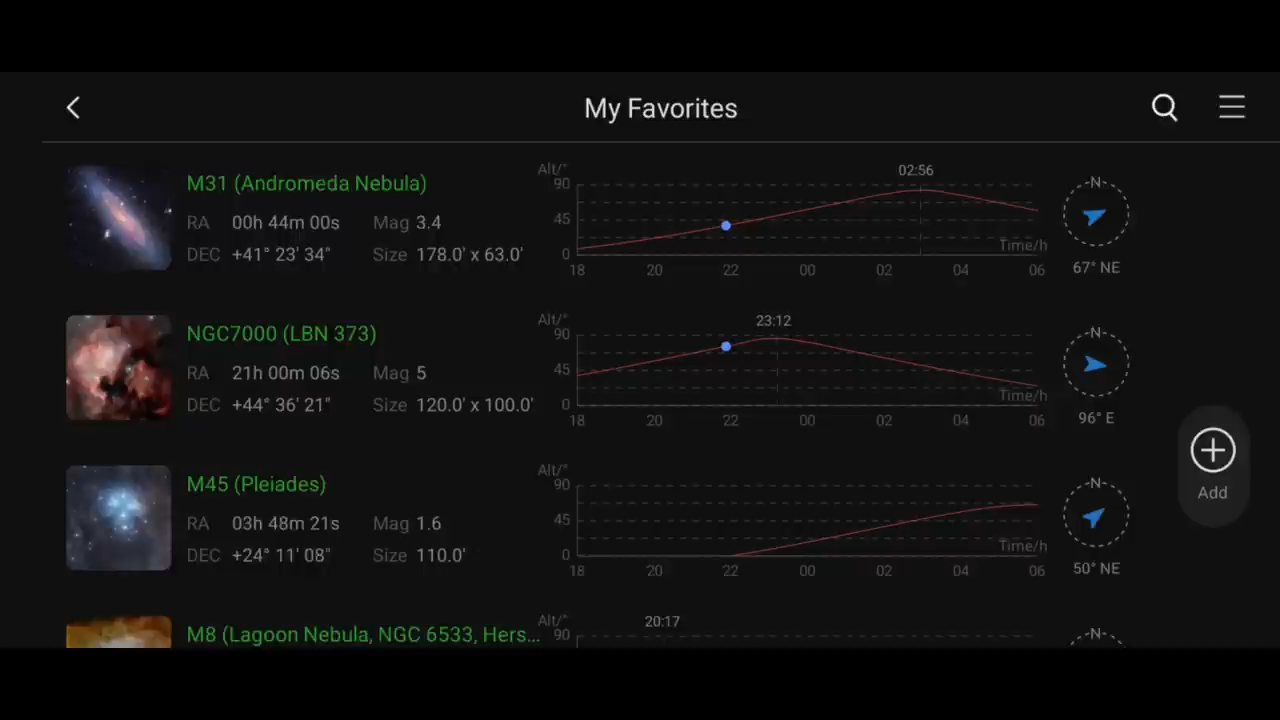 My Favorites
M31 (Andromeda Nebula)
RA 00h 44m 00s Mag 3.4
DEC +41° 23' 34" Size 178.0' x 63.0'
Alt/°
90
45
0
02:56
Time/h
18 20 22 00 02 04 06
N
67° NE
NGC7000 (LBN 373)
RA 21h 00m 06s Mag 5
DEC +44° 36' 21" Size 120.0' x 100.0'
Alt/°
90
45
0
23:12
Time/h
18 20 22 00 02 04 06
N
96° E
M45 (Pleiades)
RA 03h 48m 21s Mag 1.6
DEC +24° 11' 08" Size 110.0'
Alt/°
90
45
0
Time/h
18 20 22 00 02 04 06
N
50° NE
Add
M8 (Lagoon Nebula, NGC 6533, Hers...
Alt/°
90
20:17
N